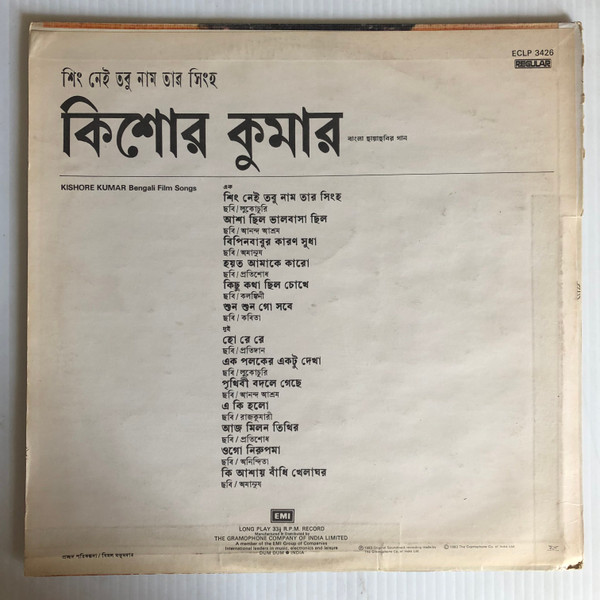 ECLP 3426
REGULAR
শিং নেই তবু নাম তার সিংহ
কিশোর কুমার বাংলা ছায়াছবির গান
KISHORE KUMAR Bengali Film Songs
এক
শিং নেই তবু নাম তার সিংহ
ছবি / লুকোচুরি
আশা ছিল ভালবাসা ছিল
ছবি / আনন্দ আশ্রম
বিপিনবাবুর কারণ সুধা
ছবি / অমানুষ
হয়ত আমাকে কারো
ছবি / প্রতিশোধ
কিছু কথা ছিল চোখে
ছবি / কলঙ্কিনী
শুন শুন গো সবে
ছবি / কবিতা
দুই
হো রে রে
ছবি / প্রতিদান
এক পলকের একটু দেখা
ছবি / লুকোচুরি
পৃথিবী বদলে গেছে
ছবি / আনন্দ আশ্রম
এ কি হলো
ছবি / রাজকুমারী
আজ মিলন তিথির
ছবি / প্রতিশোধ
ওগো নিরুপমা
ছবি / অনিন্দিতা
কি আশায় বাঁধি খেলাঘর
ছবি / অমানুষ
EMI
LONG PLAY 33⅓ R.P.M. RECORD
Manufactured & Distributed by
THE GRAMOPHONE COMPANY OF INDIA LIMITED
A member of the EMI Group of Companies
International leaders in music, electronics and leisure
DUM DUM ● INDIA